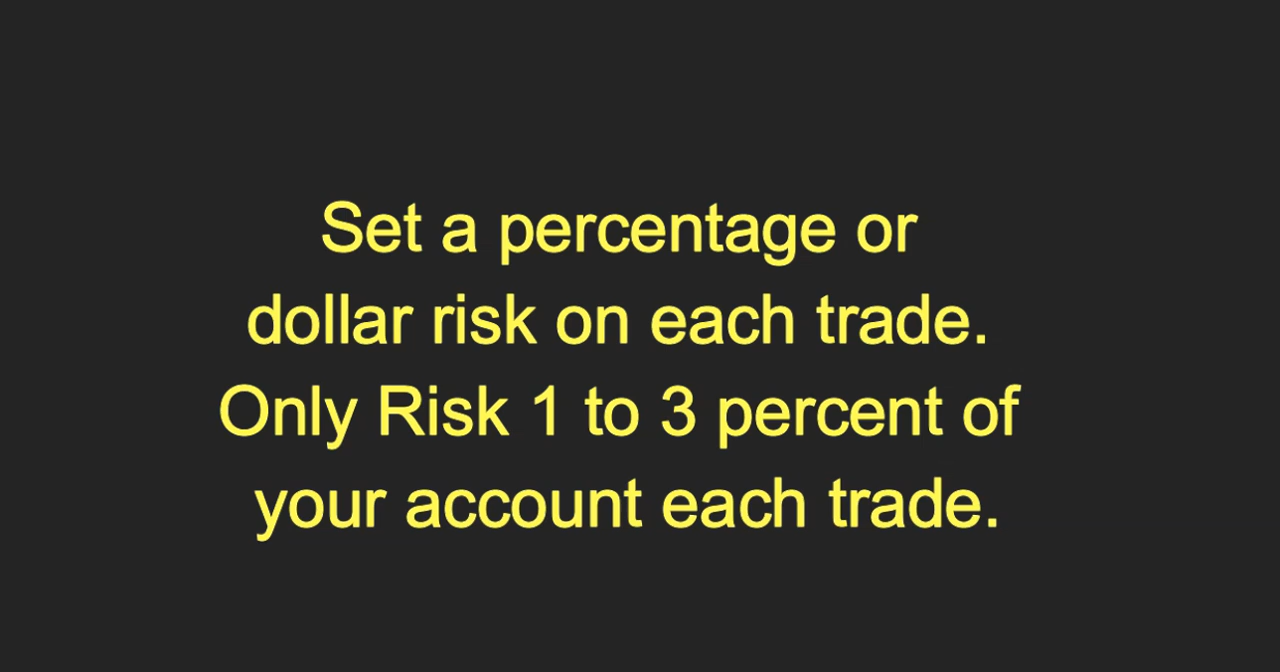 Set a percentage or
dollar risk on each trade.
Only Risk 1 to 3 percent of
your account each trade.